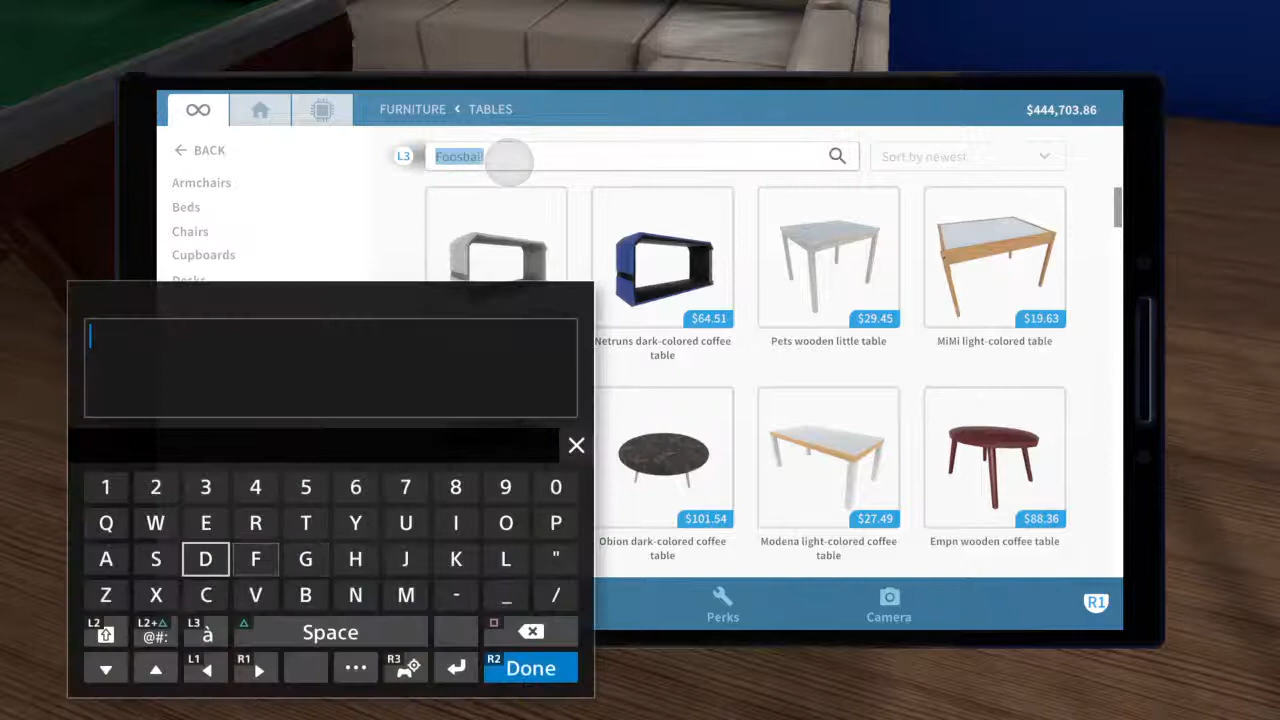 FURNITURE < TABLES
$444,703.86
BACK
L3
Foosball
Sort by newest
Armchairs
Beds
Chairs
Cupboards
Desks
$64.51
$29.45
$19.63
Netruns dark-colored coffee table
Pets wooden little table
MiMi light-colored table
$101.54
$27.49
$88.36
Obion dark-colored coffee table
Modena light-colored coffee table
Empn wooden coffee table
Perks
Camera
R1
1 2 3 4 5 6 7 8 9 0
Q W E R T Y U I O P
A S D F G H J K L "
Z X C V B N M - _ /
L2 L2+△ @#: L3 à △ Space □
L1 R1 ... R3 R2 Done